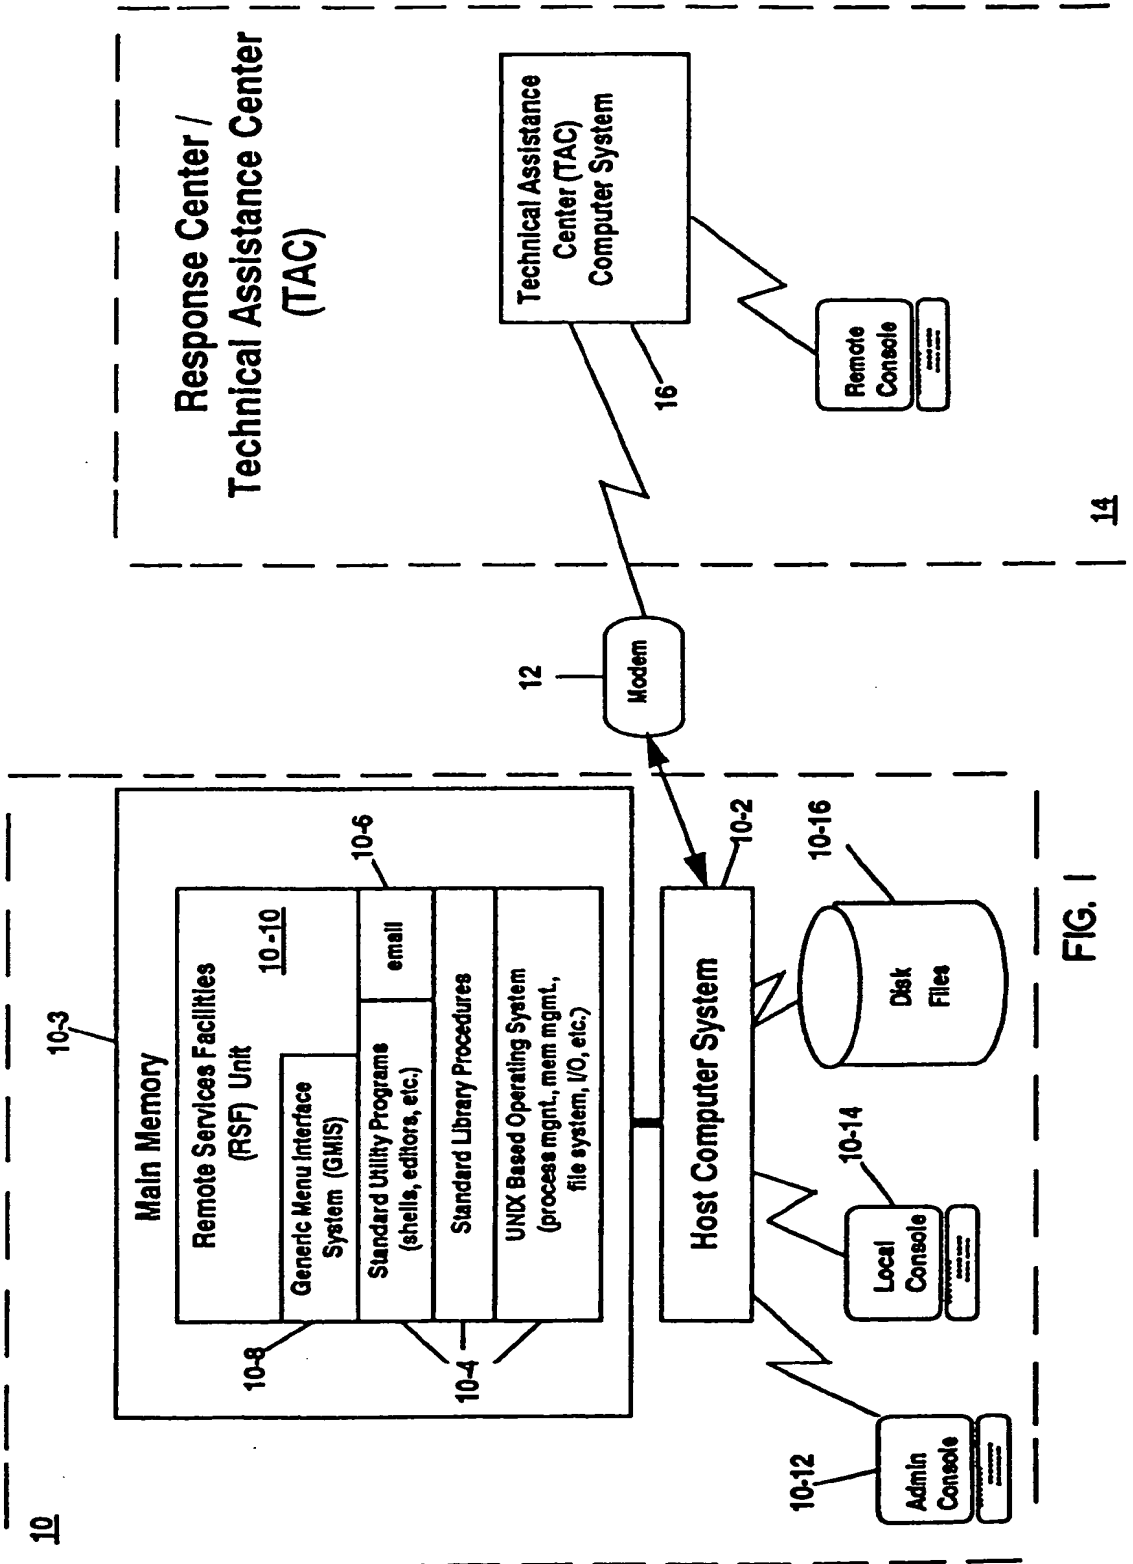 10
10-3
Main Memory
Remote Services Facilities
(RSF) Unit
10-10
Generic Menu Interface
System (GMIS)
10-8
Standard Utility Programs
(shells, editors, etc.)
email
10-6
Standard Library Procedures
10-4
UNIX Based Operating System
(process mgnt., mem mgmt.,
file system, I/O, etc.)
Host Computer System
10-2
Admin
Console
10-12
Local
Console
10-14
Disk
Files
10-16
Modem
12
Response Center /
Technical Assistance Center
(TAC)
Technical Assistance
Center (TAC)
Computer System
16
Remote
Console
14
FIG. 1